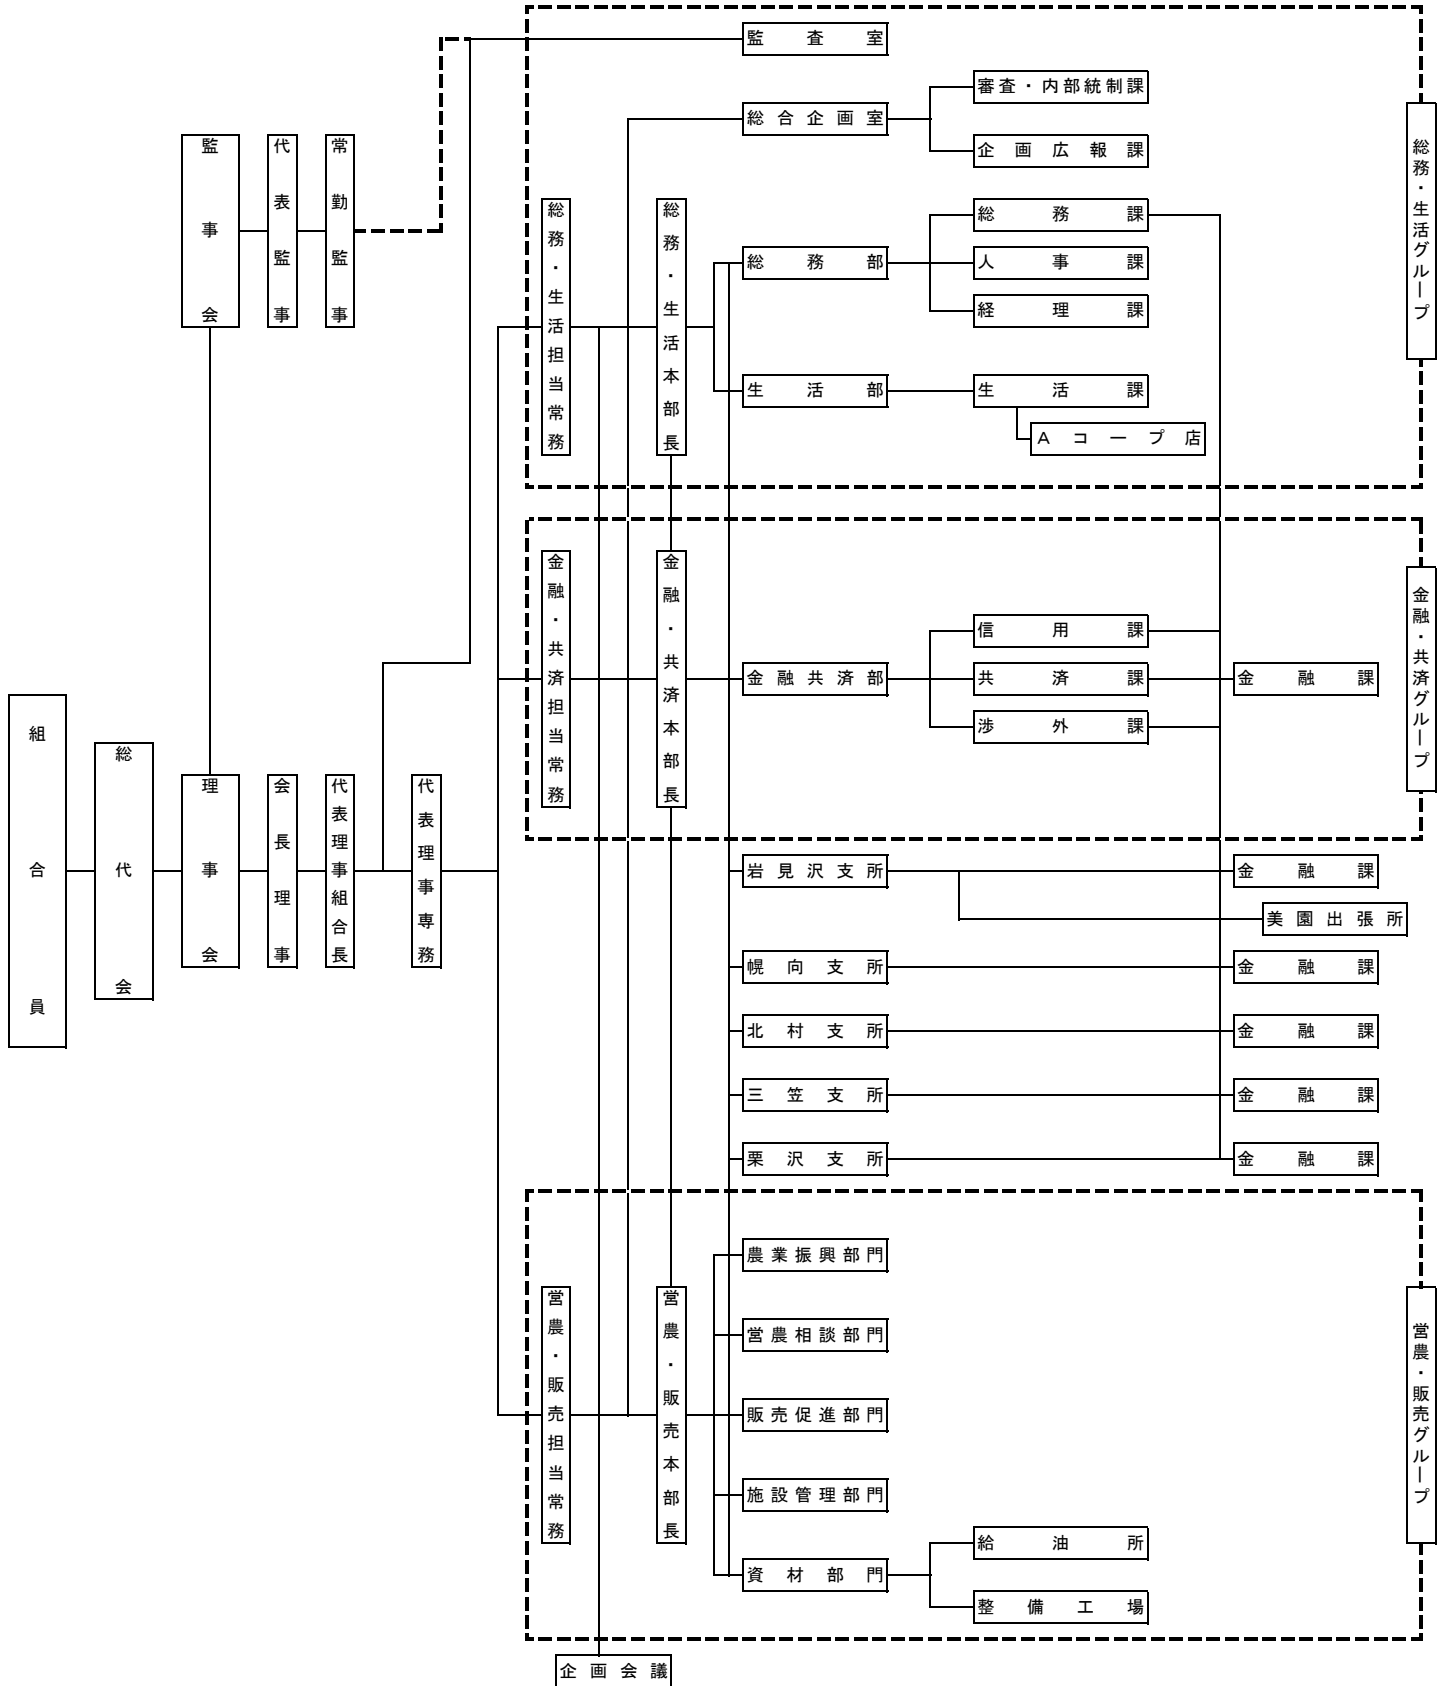 監査室
総合企画室
審査・内部統制課
企画広報課
監事会
代表監事
常勤監事
総務・生活担当常務
総務・生活本部長
総務部
総務課
人事課
経理課
生活部
生活課
Aコープ店
総務・生活グループ
金融・共済担当常務
金融・共済本部長
金融共済部
信用課
共済課
渉外課
金融課
金融・共済グループ
組合員
総代会
理事会
会長理事
代表理事組合長
代表理事専務
岩見沢支所
金融課
美園出張所
幌向支所
金融課
北村支所
金融課
三笠支所
金融課
栗沢支所
金融課
営農・販売担当常務
営農・販売本部長
農業振興部門
営農相談部門
販売促進部門
施設管理部門
資材部門
給油所
整備工場
営農・販売グループ
企画会議